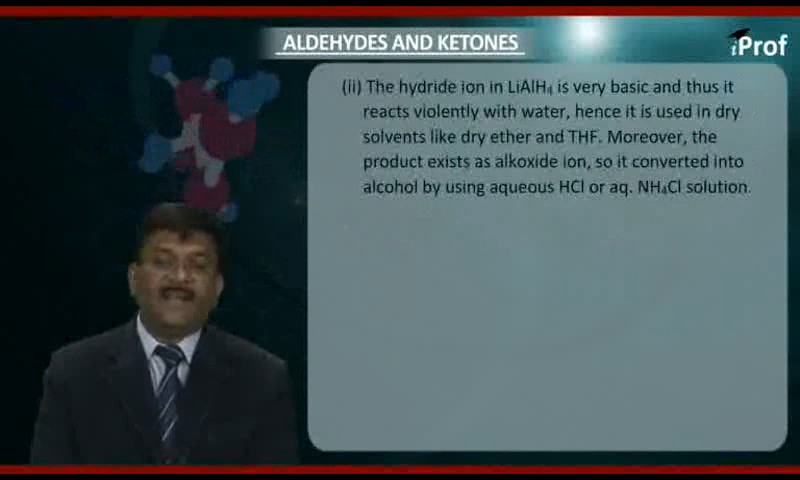 ALDEHYDES AND KETONES
iProf
(ii) The hydride ion in LiAlH₄ is very basic and thus it
reacts violently with water, hence it is used in dry
solvents like dry ether and THF. Moreover, the
product exists as alkoxide ion, so it converted into
alcohol by using aqueous HCl or aq. NH₄Cl solution.